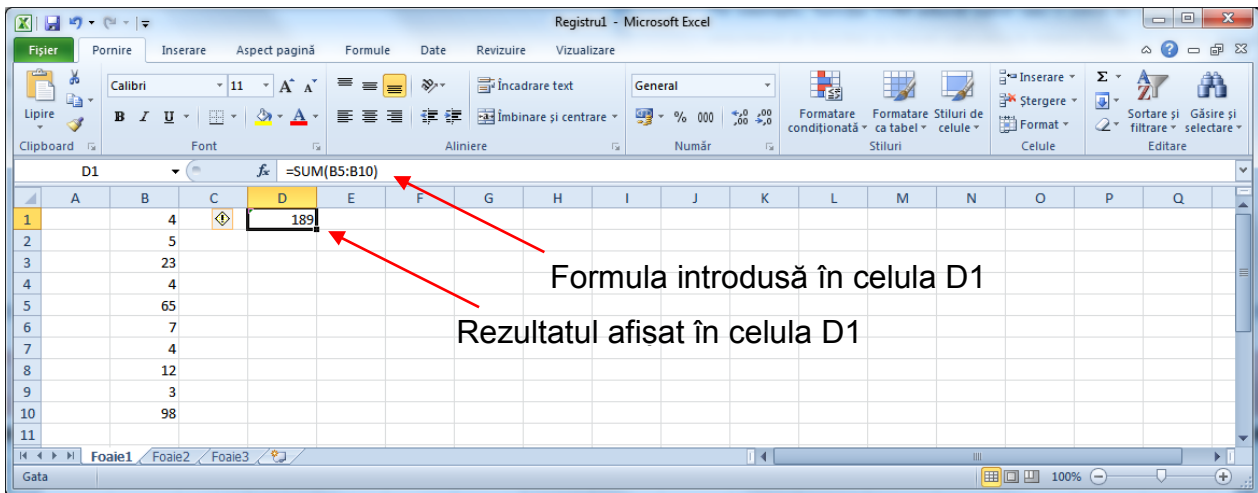 Registru1 - Microsoft Excel
Fișier Pornire Inserare Aspect pagină Formule Date Revizuire Vizualizare
Lipire
Clipboard
Calibri 11
B I U
Font
Încadrare text
Îmbinare și centrare
Aliniere
General
% 000 ,00 ,00
Număr
Formatare condiționată
Formatare ca tabel
Stiluri de celule
Stiluri
Inserare
Ștergere
Format
Celule
Σ
Sortare și filtrare
Găsire și selectare
Editare
D1 fx =SUM(B5:B10)
A B C D E F G H I J K L M N O P Q
1 4 189
2 5
3 23
4 4
5 65
6 7
7 4
8 12
9 3
10 98
11
Formula introdusă în celula D1
Rezultatul afișat în celula D1
Foaie1 Foaie2 Foaie3
Gata 100%